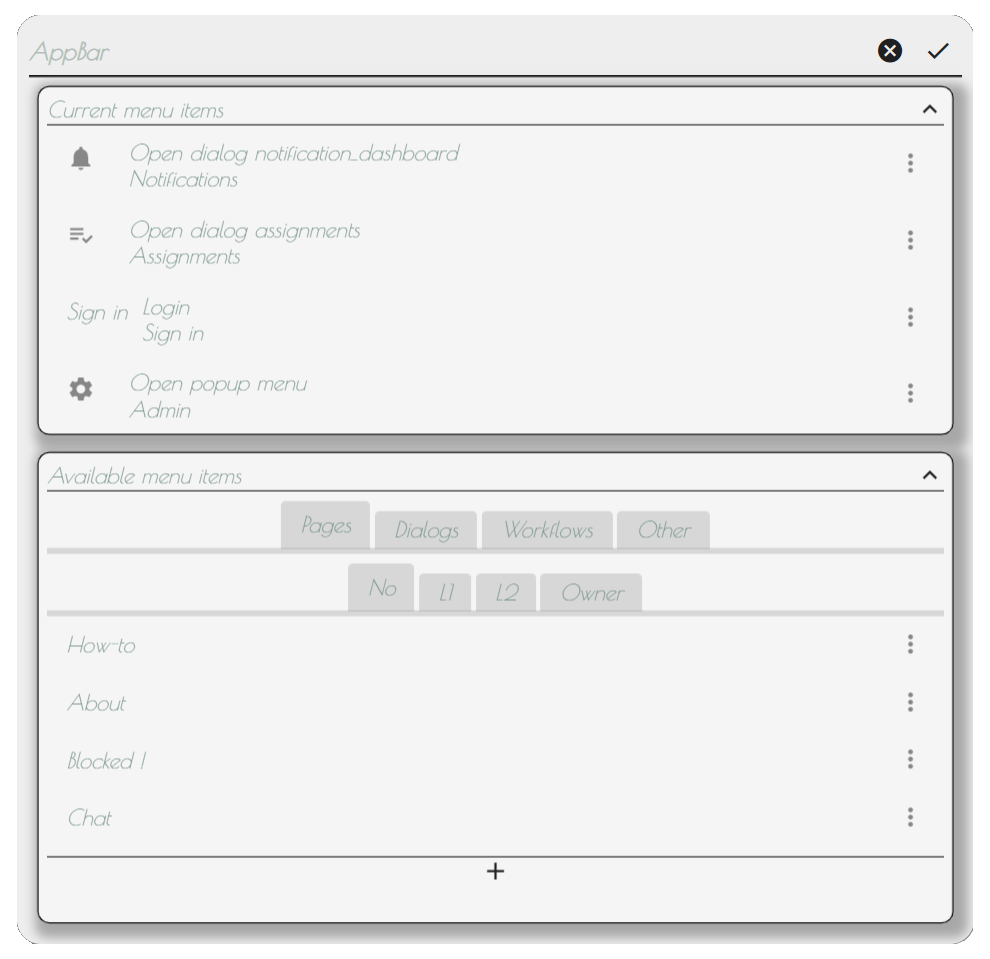 AppBar
Current menu items
Open dialog notification_dashboard
Notifications
Open dialog assignments
Assignments
Sign in Login
Sign in
Open popup menu
Admin
Available menu items
Pages Dialogs Workflows Other
No L1 L2 Owner
How-to
About
Blocked !
Chat